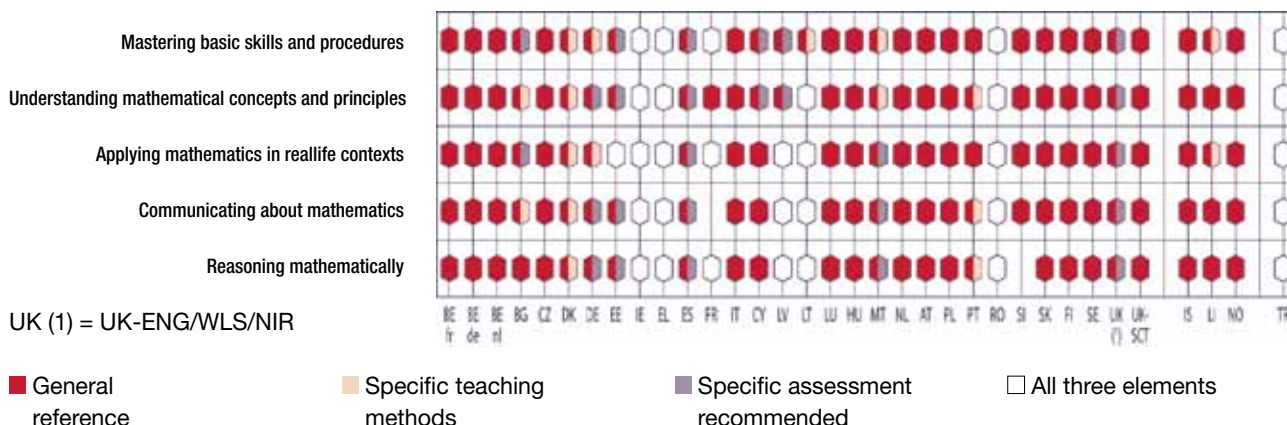 Mastering basic skills and procedures
Understanding mathematical concepts and principles
Applying mathematics in reallife contexts
Communicating about mathematics
Reasoning mathematically
BE BE BE BG CZ DK DE EE IE EL ES FR IT CY LV LT LU HU MT NL AT PL PT RO SI SK FI SE UK UK- IS LI NO TR
fr de nl (1) SCT
UK (1) = UK-ENG/WLS/NIR
General
reference
Specific teaching
methods
Specific assessment
recommended
All three elements